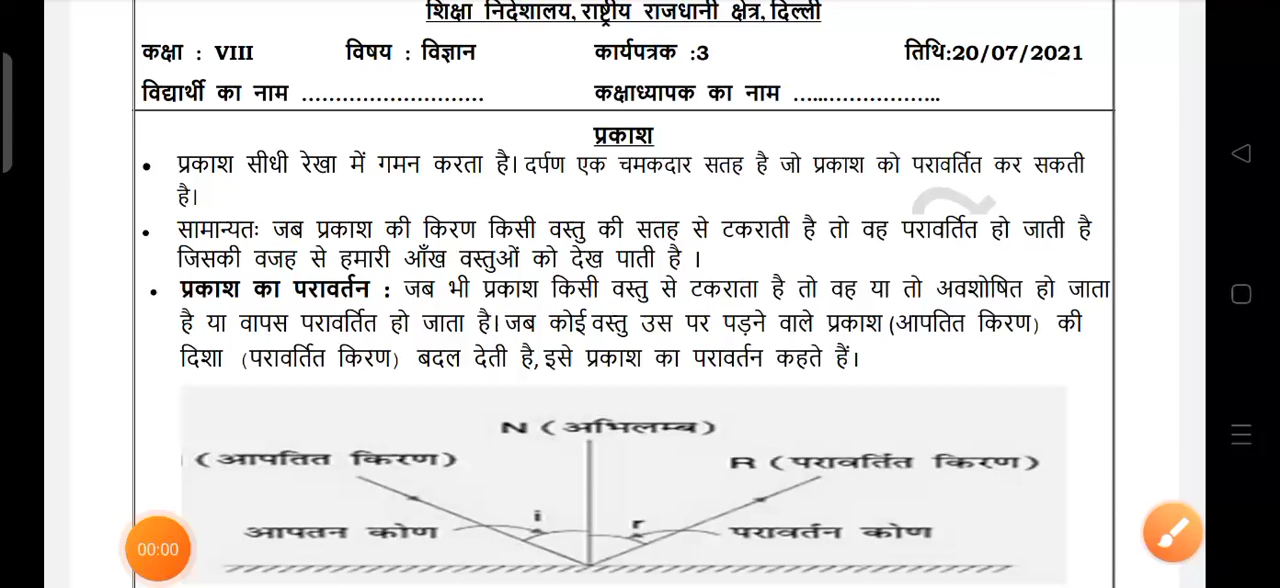 शिक्षा निदेशालय, राष्ट्रीय राजधानी क्षेत्र, दिल्ली
कक्षा : VIII विषय : विज्ञान कार्यपत्रक :3 तिथि:20/07/2021
विद्यार्थी का नाम .......................... कक्षाध्यापक का नाम ......................
प्रकाश
• प्रकाश सीधी रेखा में गमन करता है। दर्पण एक चमकदार सतह है जो प्रकाश को परावर्तित कर सकती
है।
• सामान्यतः जब प्रकाश की किरण किसी वस्तु की सतह से टकराती है तो वह परावर्तित हो जाती है
जिसकी वजह से हमारी आँख वस्तुओं को देख पाती है ।
• प्रकाश का परावर्तन : जब भी प्रकाश किसी वस्तु से टकराता है तो वह या तो अवशोषित हो जाता
है या वापस परावर्तित हो जाता है। जब कोई वस्तु उस पर पड़ने वाले प्रकाश (आपतित किरण) की
दिशा (परावर्तित किरण) बदल देती है, इसे प्रकाश का परावर्तन कहते हैं।
N (अभिलम्ब)
(आपतित किरण) R (परावर्तित किरण)
i r
आपतन कोण परावर्तन कोण
00:00